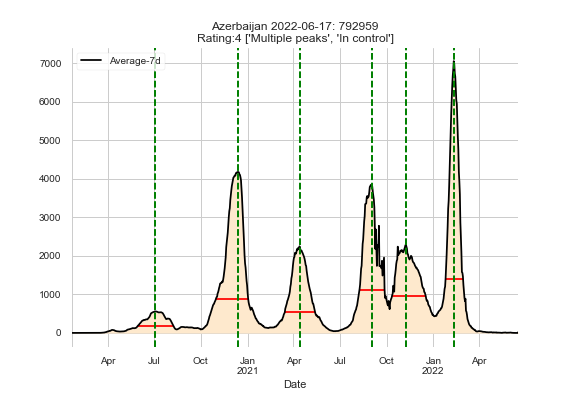 Azerbaijan 2022-06-17: 792959
Rating:4 ['Multiple peaks', 'In control']
Average-7d
7000
6000
5000
4000
3000
2000
1000
0
Apr Jul Oct Jan Apr Jul Oct Jan Apr
2021 2022
Date